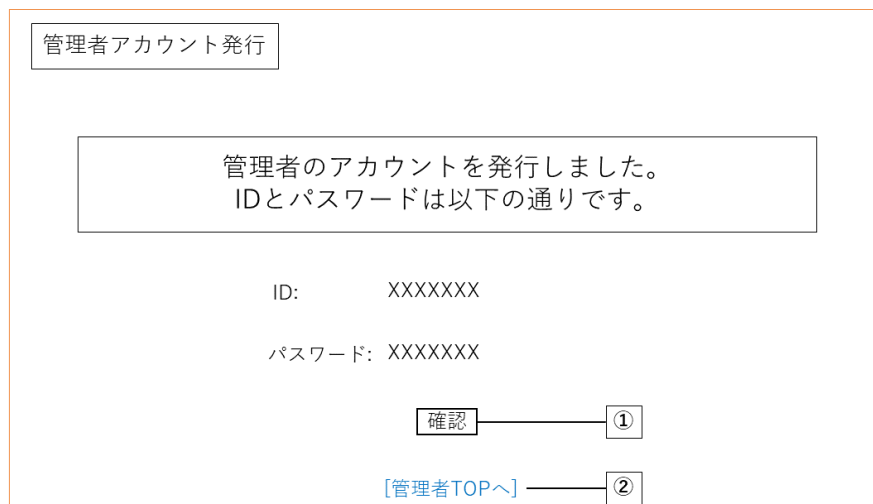 管理者アカウント発行
管理者のアカウントを発行しました。
IDとパスワードは以下の通りです。
ID: XXXXXXX
パスワード: XXXXXXX
確認 ①
[管理者TOPへ] ②